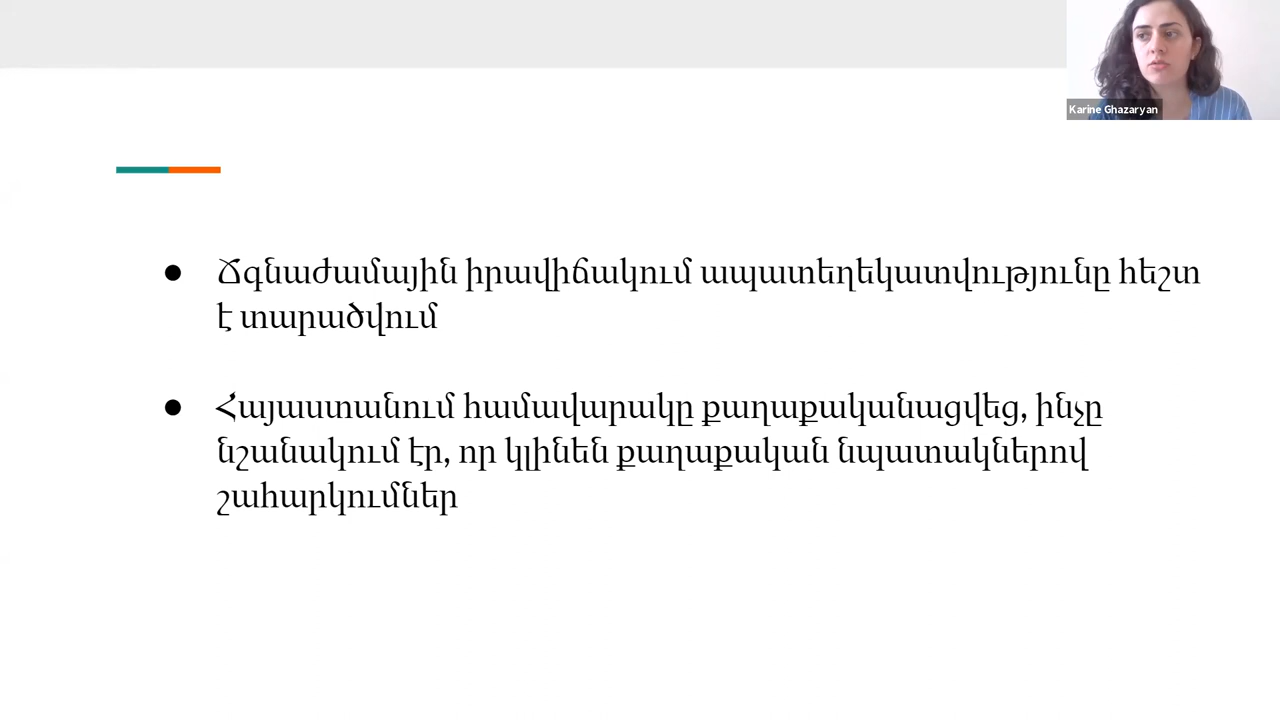 Karine Ghazaryan
● Ճգնաժամային իրավիճակում ապատեղեկատվությունը հեշտ
է տարածվում
● Հայաստանում համավարակը քաղաքականացվեց, ինչը
նշանակում էր, որ կլինեն քաղաքական նպատակներով
շահարկումներ